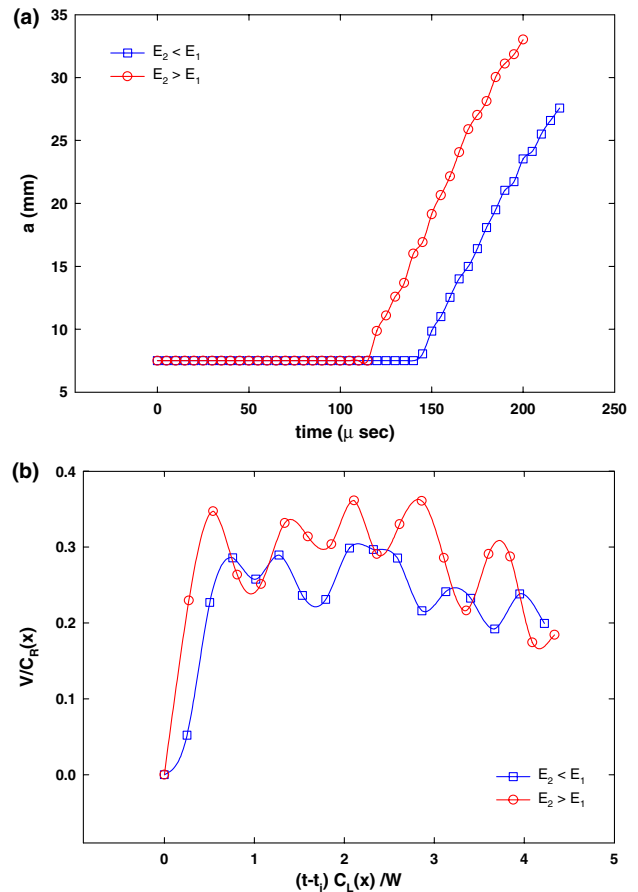 (a)
35
30
25
20
15
10
5
a (mm)
E₂ < E₁
E₂ > E₁
0
50
100
150
200
250
time (μ sec)
(b)
0.4
0.3
0.2
0.1
0.0
V/C_R(x)
E₂ < E₁
E₂ > E₁
0
1
2
3
4
5
(t-tᵢ) C_L(x) /W